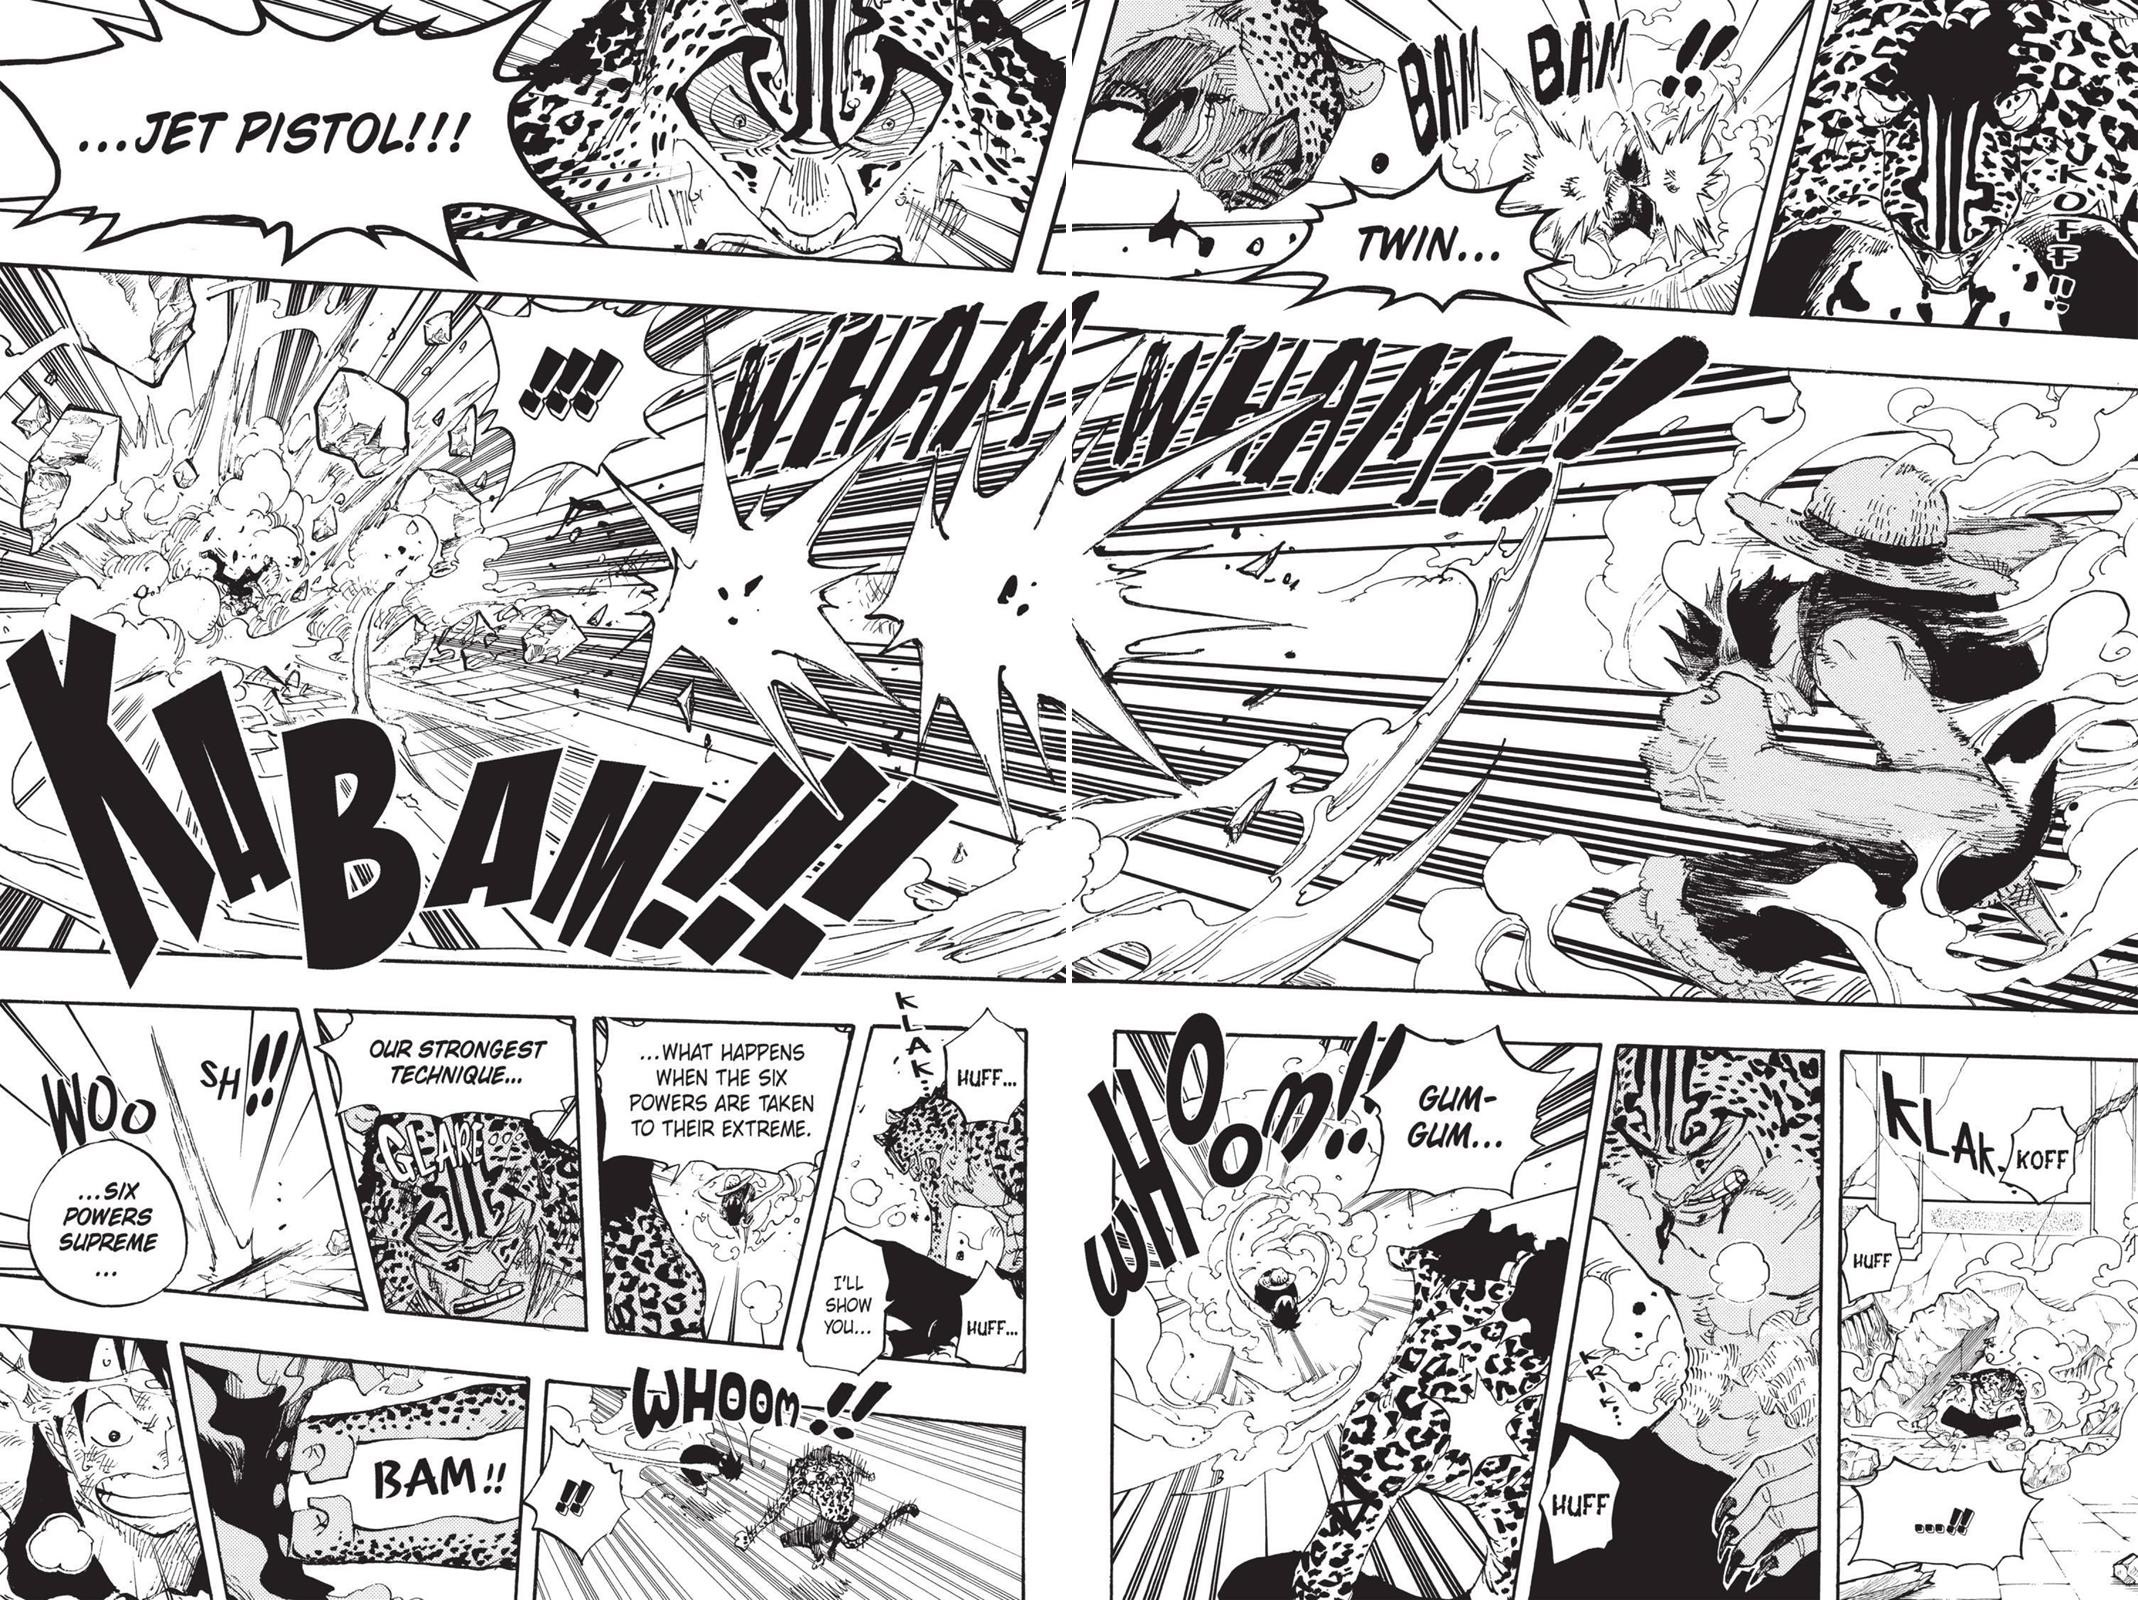 KOFF!!
BAM BAM !!
TWIN...
...JET PISTOL!!!
WHAM WHAM!!
!!!
KABAM!!!
KLAK.
KOFF
HUFF
...!!
KRIK...
HUFF
GUM-
GUM...
WHOOM!!
KLAK..
HUFF...
HUFF...
I'LL
SHOW
YOU...
...WHAT HAPPENS
WHEN THE SIX
POWERS ARE TAKEN
TO THEIR EXTREME.
OUR STRONGEST
TECHNIQUE...
GLARE
WOO
SH!!
...SIX
POWERS
SUPREME
...
WHOOM!!
!!
BAM!!